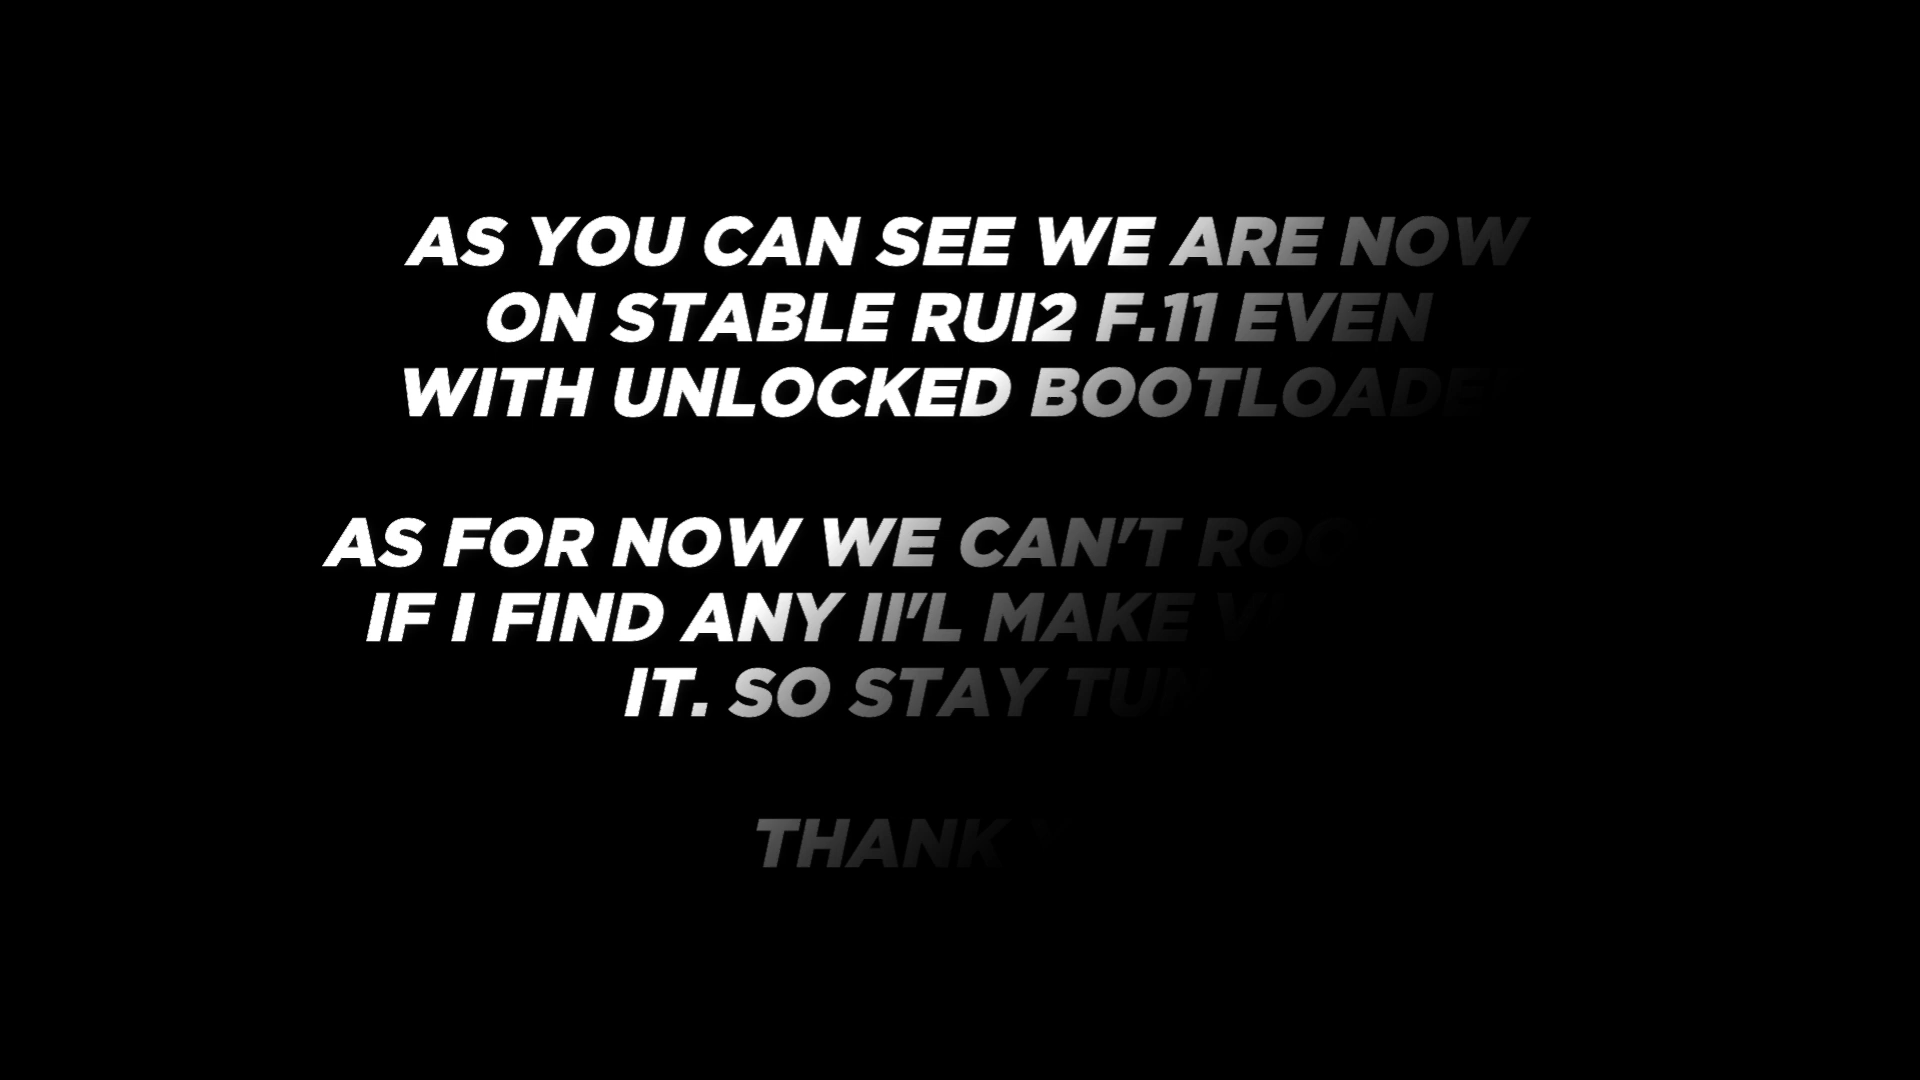 AS YOU CAN SEE WE ARE NOW
ON STABLE RUI2 F.11 EVEN
WITH UNLOCKED
AS FOR NOW WE CAN'T
IF I FIND ANY II'L MAKE
IT. SO STAY
THANK